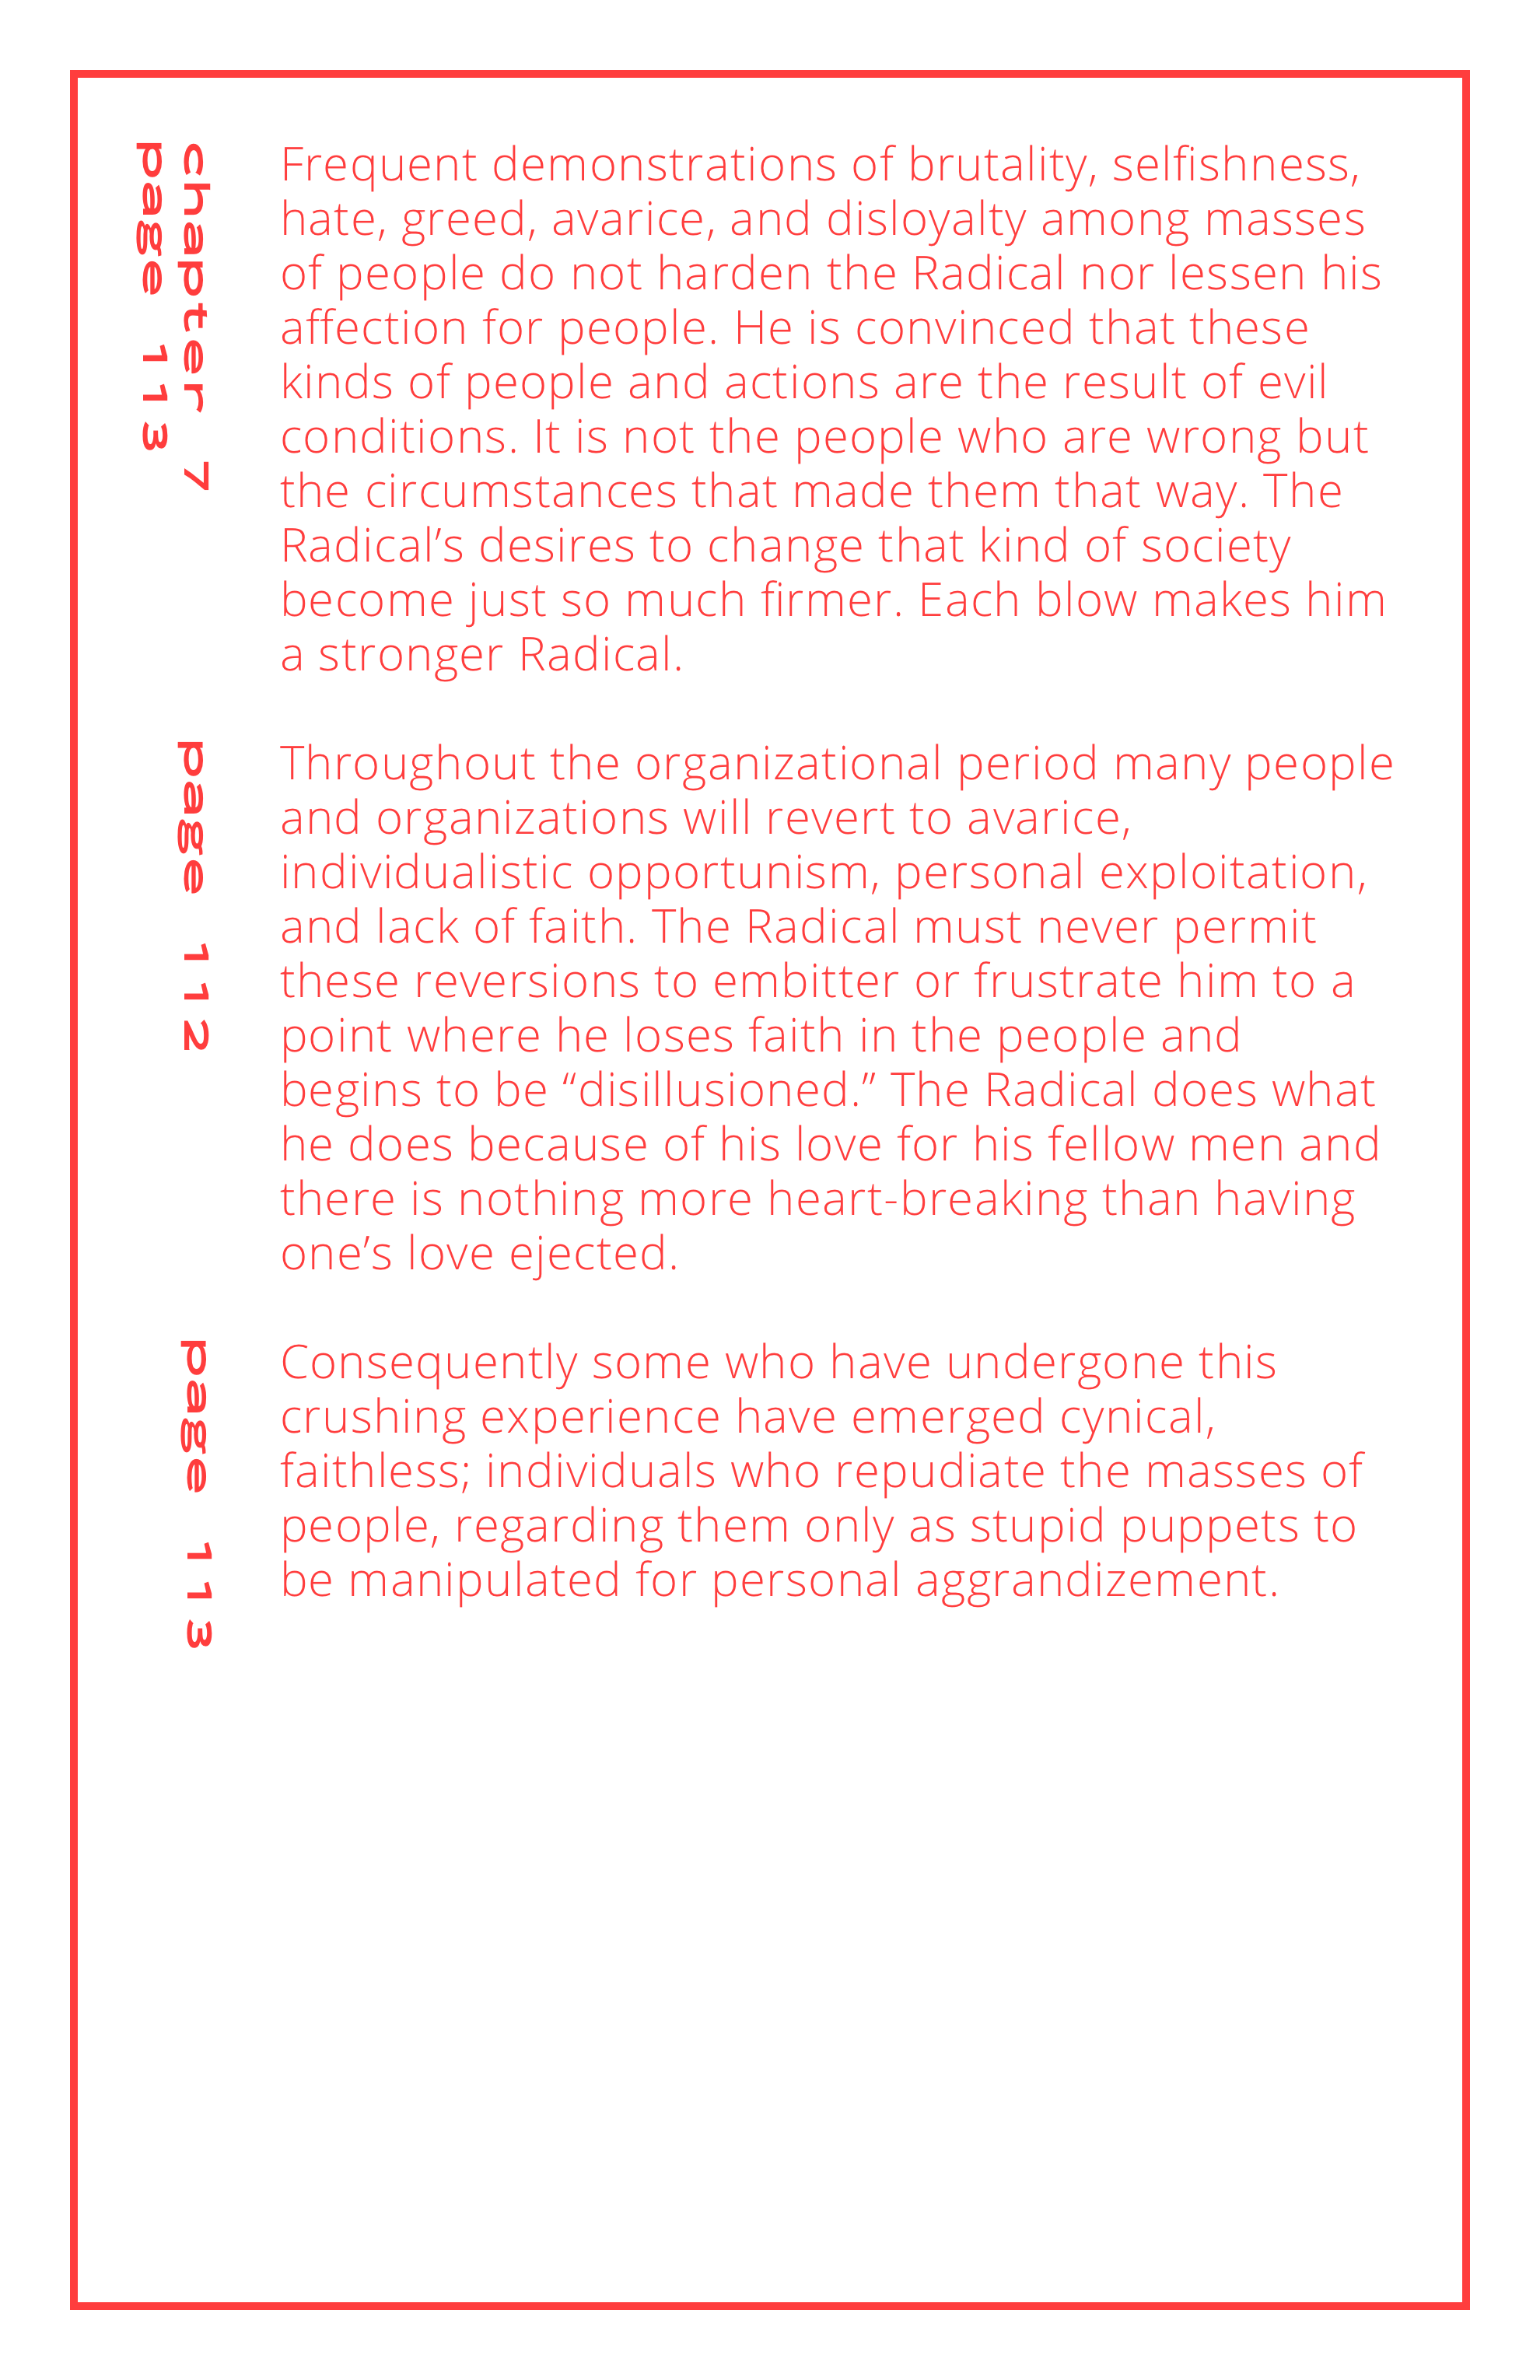 chapter 7
page 113
Frequent demonstrations of brutality, selfishness,
hate, greed, avarice, and disloyalty among masses
of people do not harden the Radical nor lessen his
affection for people. He is convinced that these
kinds of people and actions are the result of evil
conditions. It is not the people who are wrong but
the circumstances that made them that way. The
Radical’s desires to change that kind of society
become just so much firmer. Each blow makes him
a stronger Radical.
page 112
Throughout the organizational period many people
and organizations will revert to avarice,
individualistic opportunism, personal exploitation,
and lack of faith. The Radical must never permit
these reversions to embitter or frustrate him to a
point where he loses faith in the people and
begins to be “disillusioned.” The Radical does what
he does because of his love for his fellow men and
there is nothing more heart-breaking than having
one’s love ejected.
page 113
Consequently some who have undergone this
crushing experience have emerged cynical,
faithless; individuals who repudiate the masses of
people, regarding them only as stupid puppets to
be manipulated for personal aggrandizement.